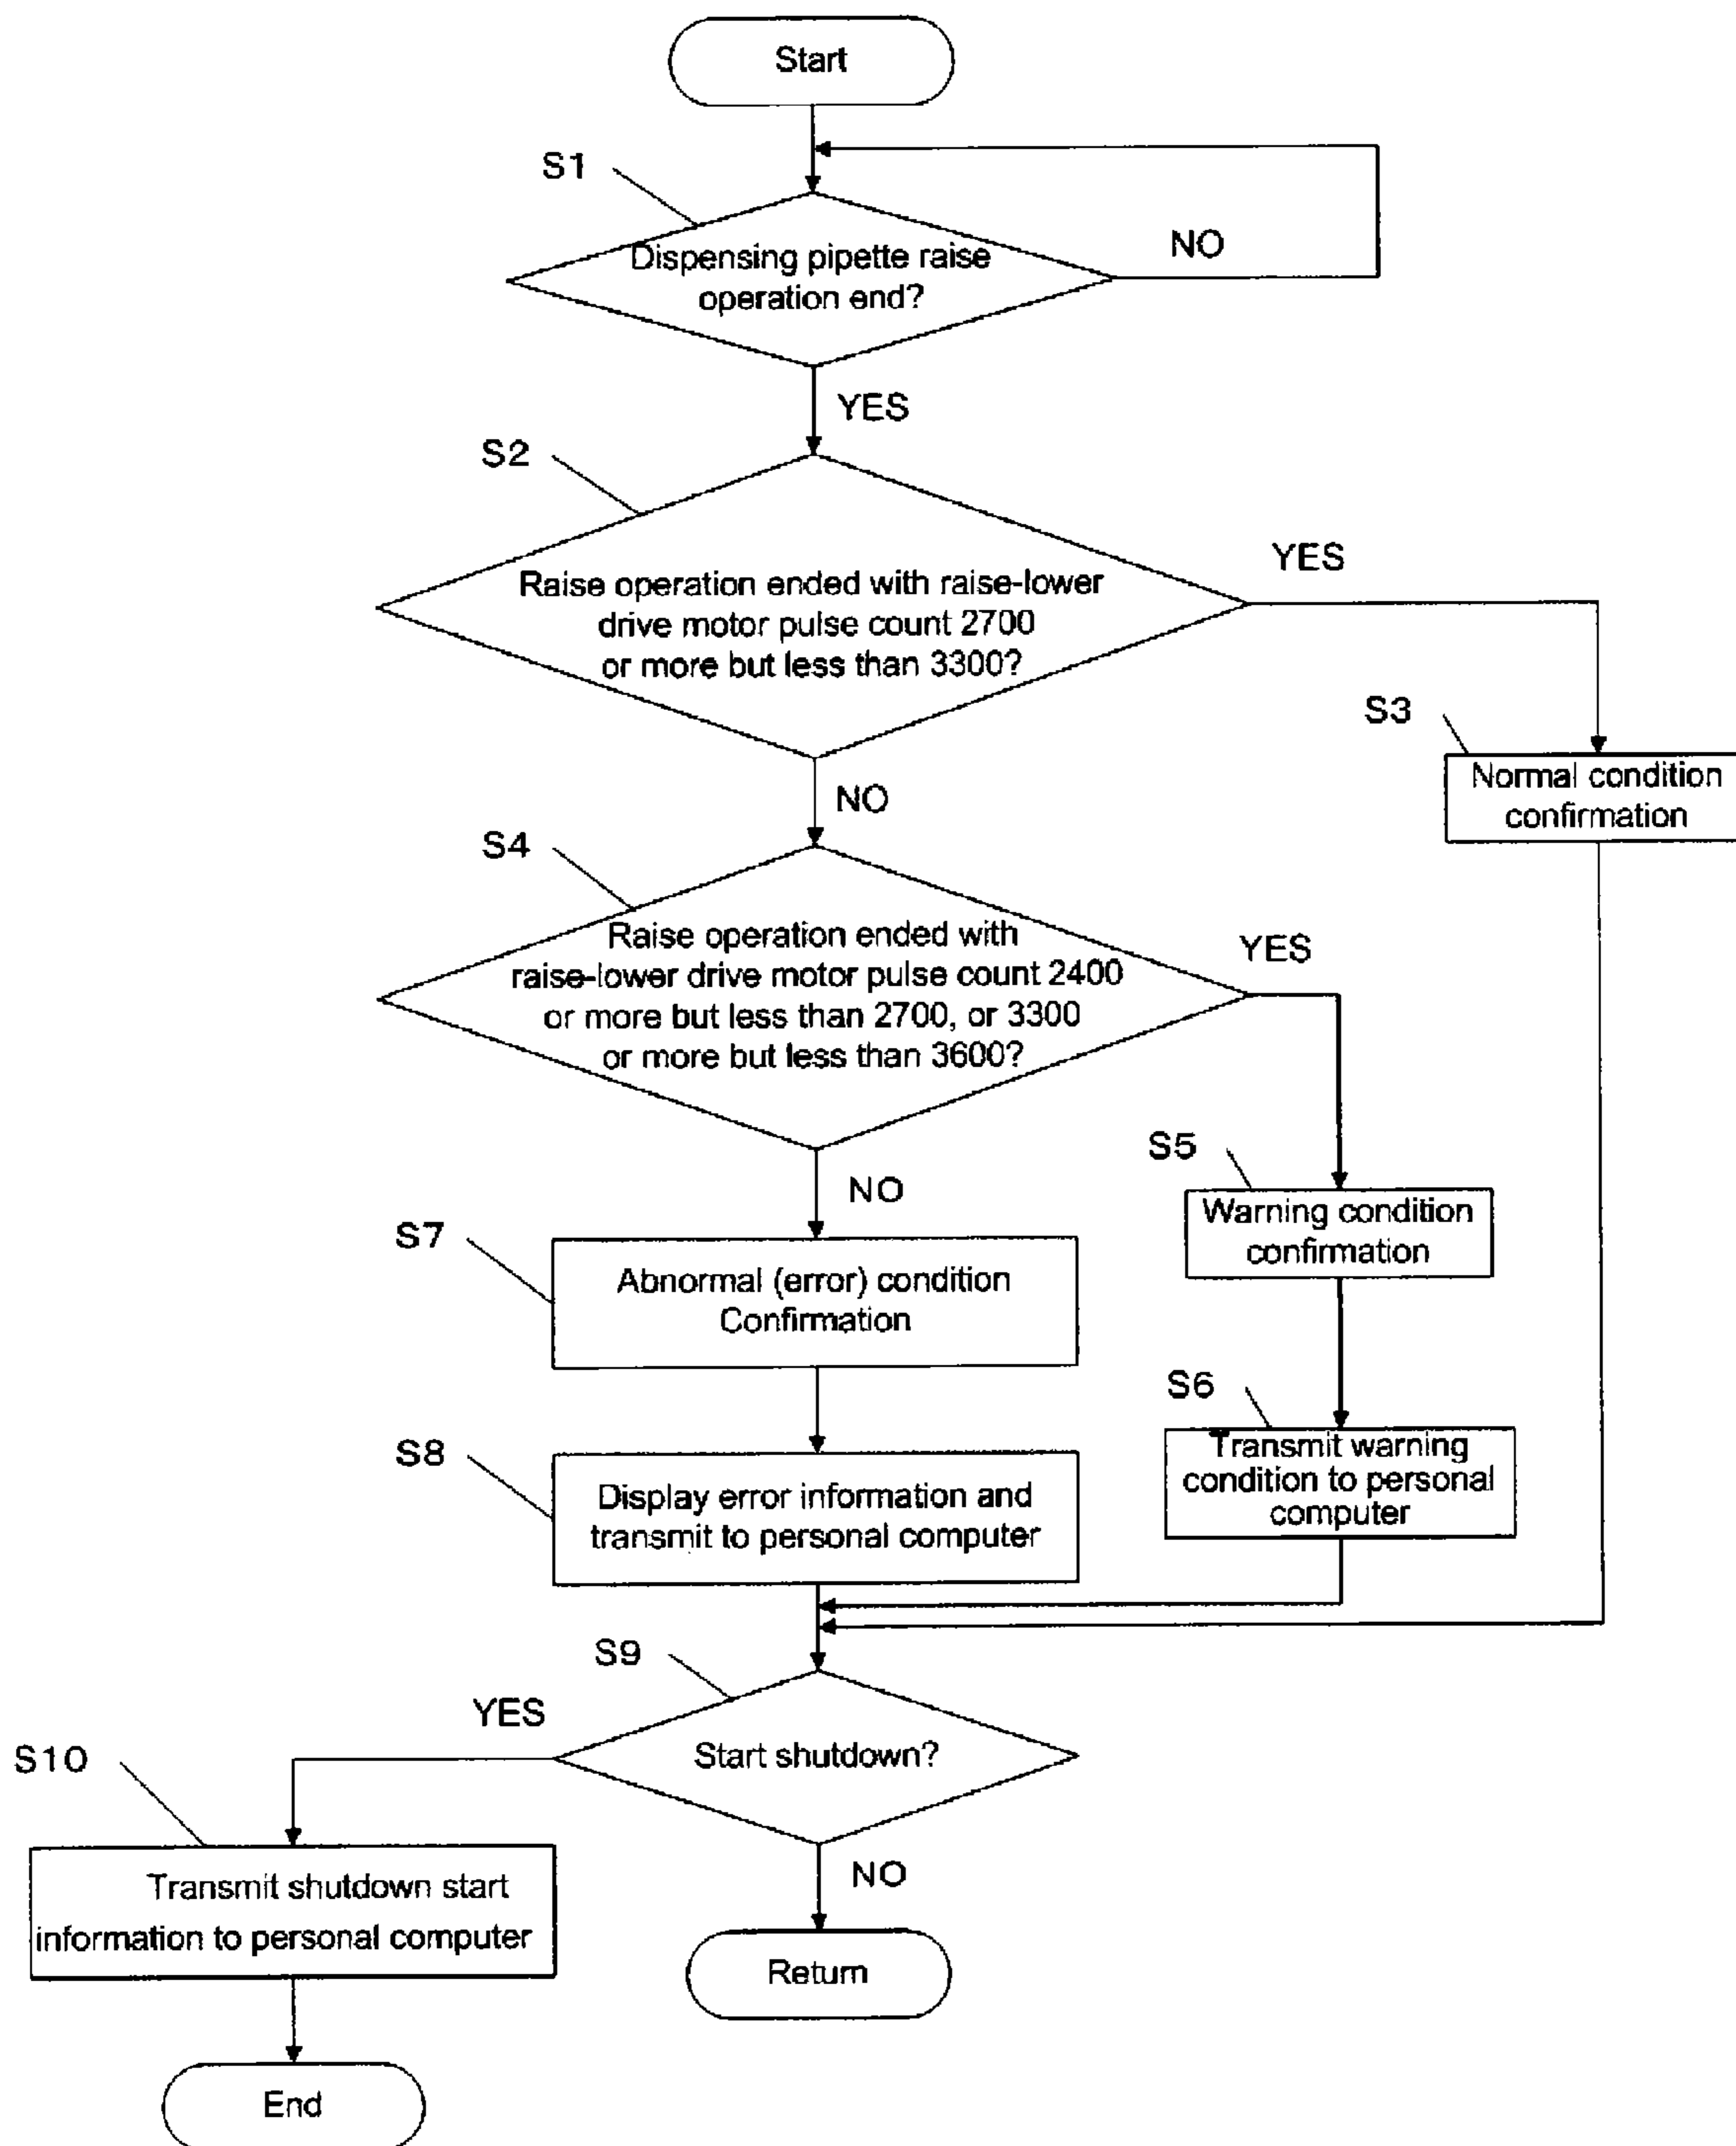 Start
S1
Dispensing pipette raise
operation end?
NO
YES
S2
Raise operation ended with raise-lower
drive motor pulse count 2700
or more but less than 3300?
YES
S3
Normal condition
confirmation
NO
S4
Raise operation ended with
raise-lower drive motor pulse count 2400
or more but less than 2700, or 3300
or more but less than 3600?
YES
S5
Warning condition
confirmation
NO
S7
Abnormal (error) condition
Confirmation
S6
Transmit warning
condition to personal
computer
S8
Display error information and
transmit to personal computer
S9
YES
Start shutdown?
S10
Transmit shutdown start
information to personal computer
NO
Return
End